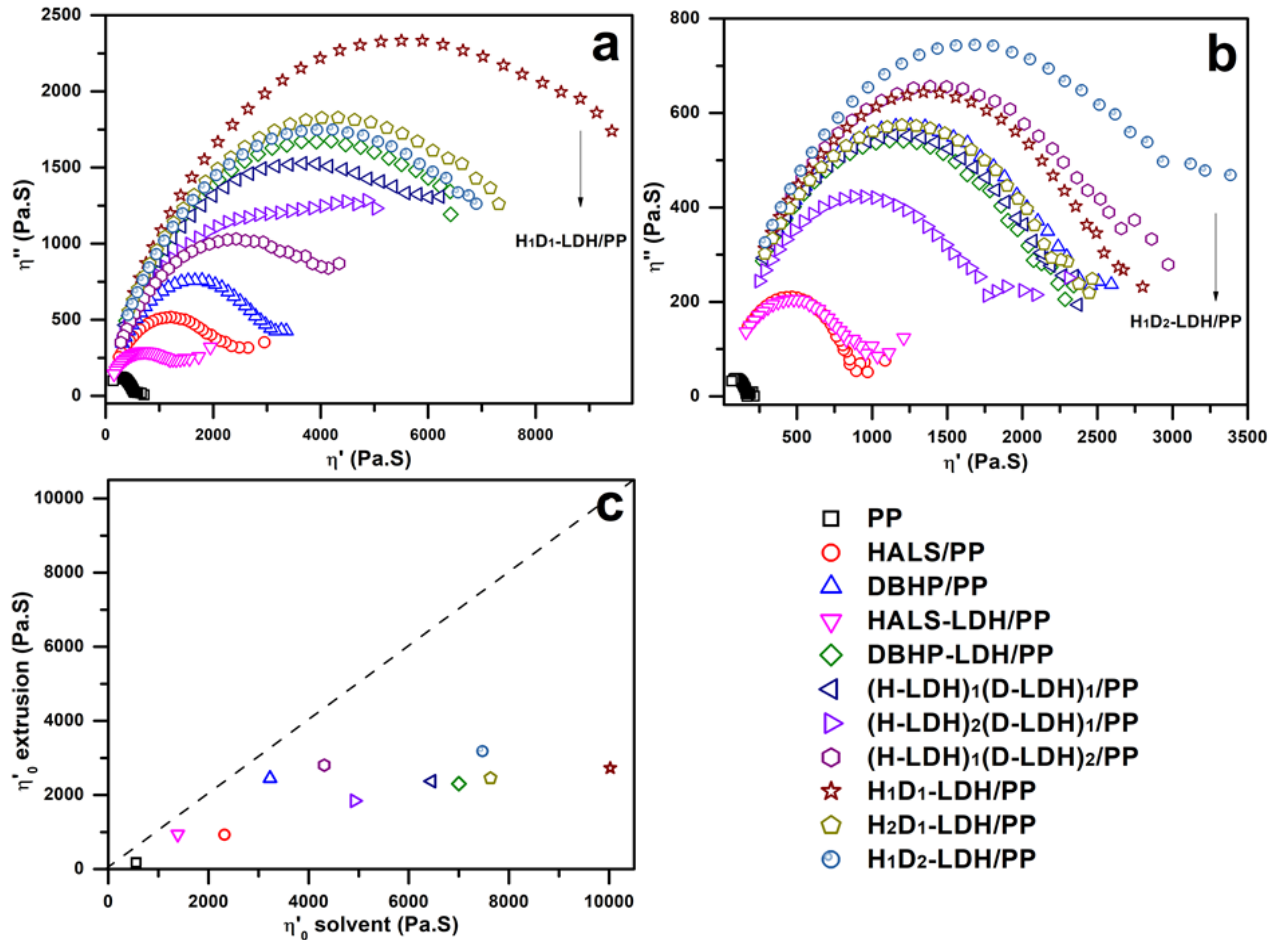 a
η'' (Pa.S)
2500
2000
1500
1000
500
0
0 2000 4000 6000 8000
η' (Pa.S)
H1D1-LDH/PP
b
η'' (Pa.S)
800
600
400
200
0
500 1000 1500 2000 2500 3000 3500
η' (Pa.S)
H1D2-LDH/PP
c
η'0 extrusion (Pa.S)
10000
8000
6000
4000
2000
0
0 2000 4000 6000 8000 10000
η'0 solvent (Pa.S)
PP
HALS/PP
DBHP/PP
HALS-LDH/PP
DBHP-LDH/PP
(H-LDH)1(D-LDH)1/PP
(H-LDH)2(D-LDH)1/PP
(H-LDH)1(D-LDH)2/PP
H1D1-LDH/PP
H2D1-LDH/PP
H1D2-LDH/PP